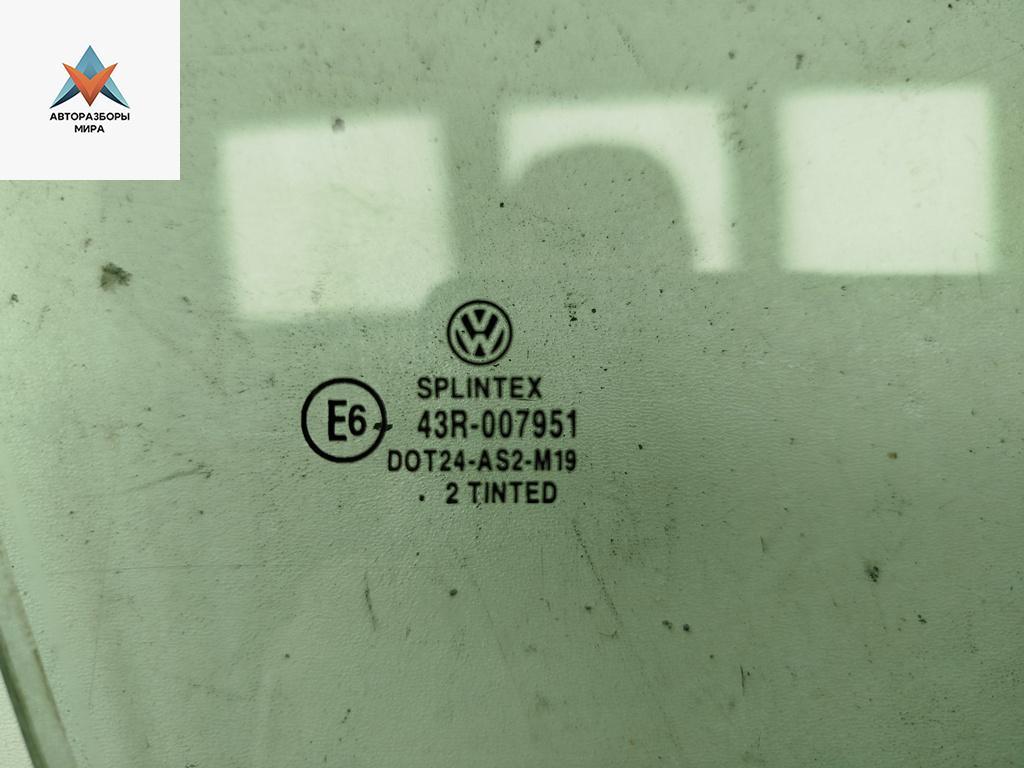 АВТОРАЗБОРЫ
МИРА
SPLINTEX
E6
43R-007951
DOT24-AS2-M19
2 TINTED